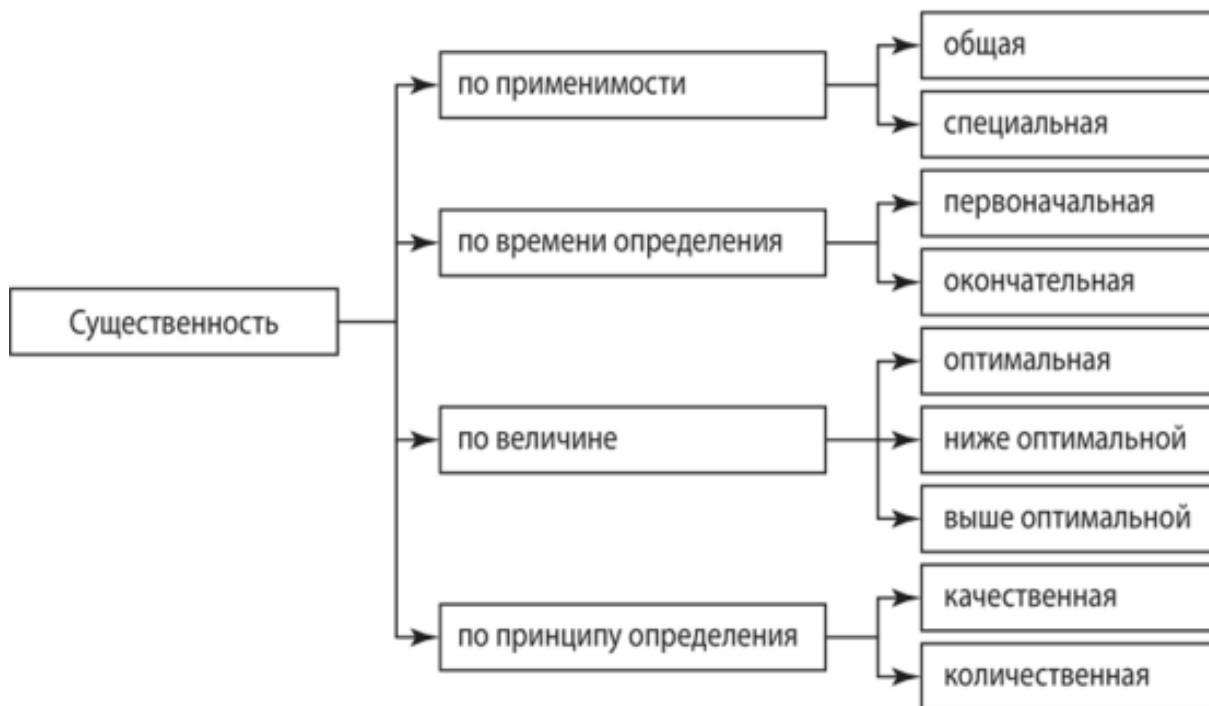 Существенность
по применимости
общая
специальная
по времени определения
первоначальная
окончательная
по величине
оптимальная
ниже оптимальной
выше оптимальной
по принципу определения
качественная
количественная